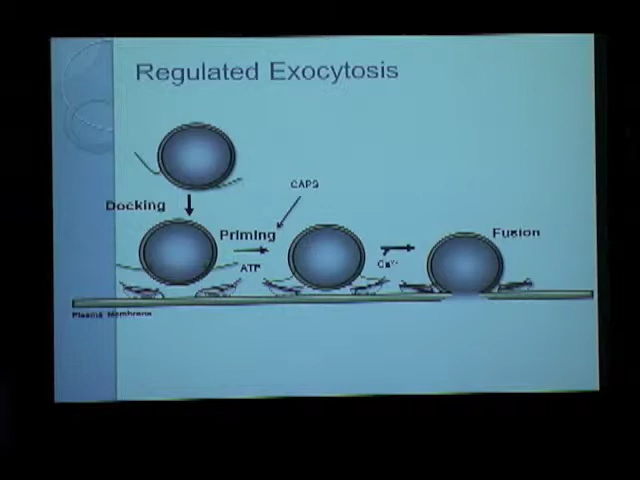 Regulated Exocytosis
CAPS
Docking
Priming
Fusion
ATP
Ca²⁺
Plasma Membrane